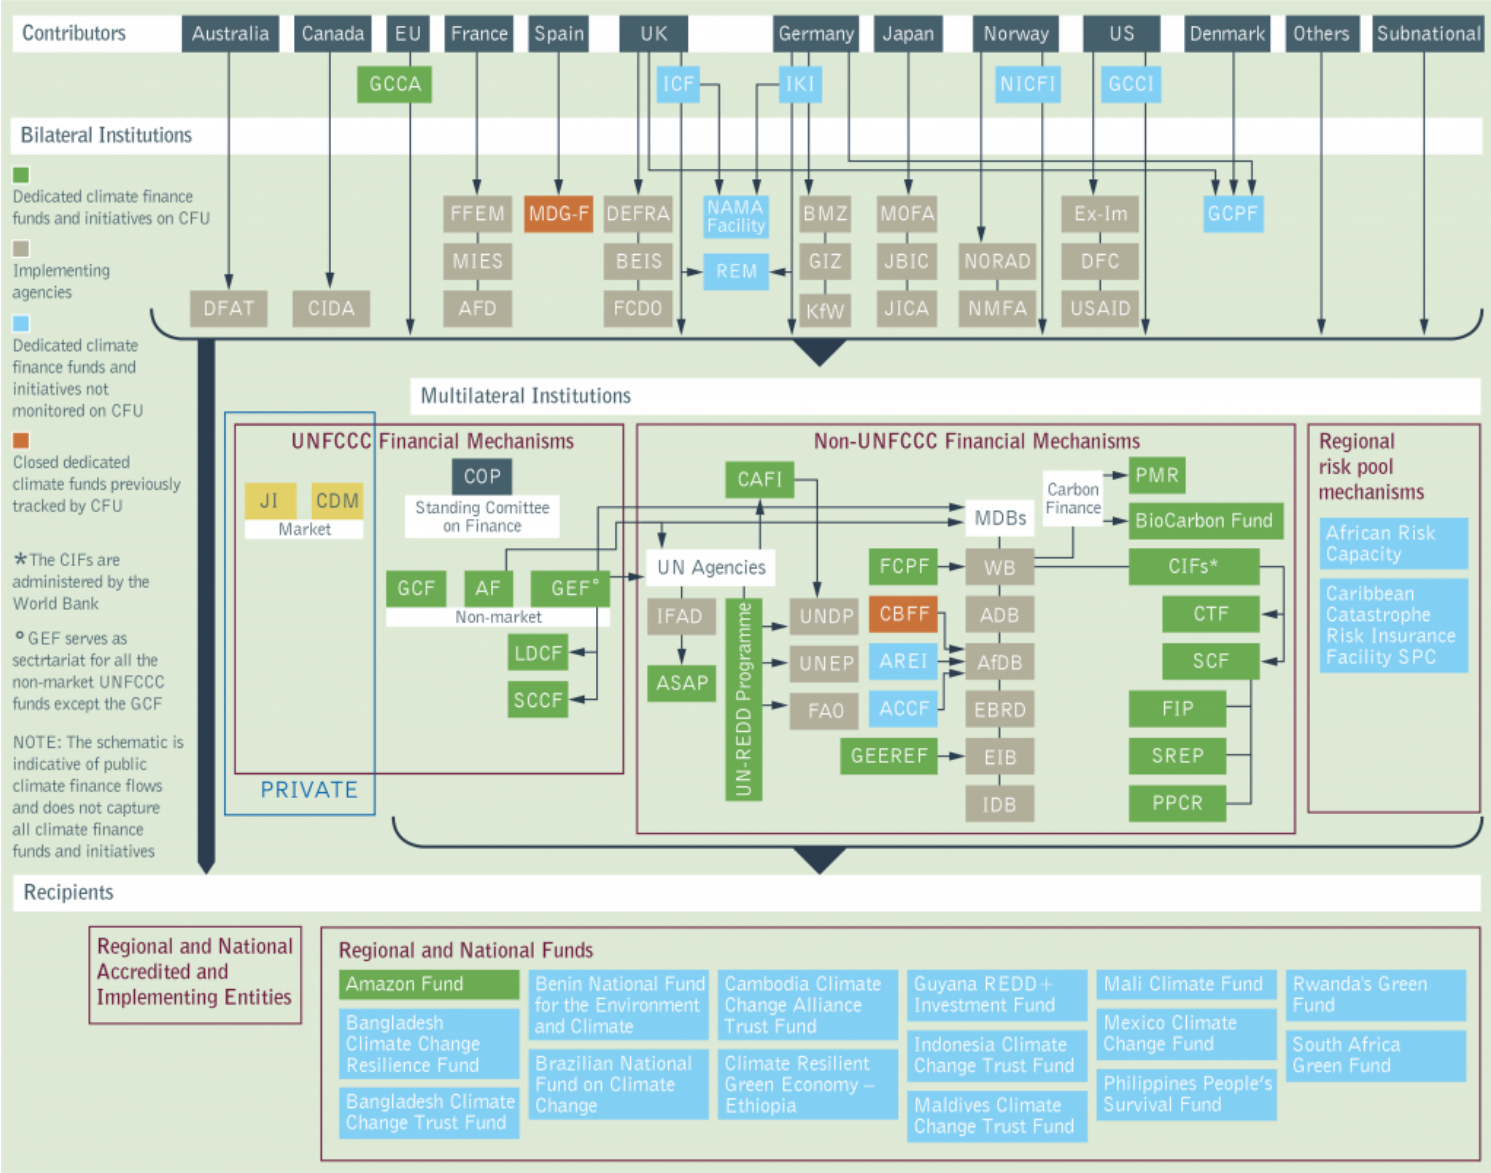 Contributors
Australia
Canada
EU
France
Spain
UK
Germany
Japan
Norway
US
Denmark
Others
Subnational
GCCA
ICF
IKI
NICFI
GCCI
Bilateral Institutions
Dedicated climate finance
funds and initiatives on CFU
Implementing
agencies
Dedicated climate
finance funds and
initiatives not
monitored on CFU
Closed dedicated
climate funds previously
tracked by CFU
*The CIFs are
administered by the
World Bank
°GEF serves as
sectrtariat for all the
non-market UNFCCC
funds except the GCF
NOTE: The schematic is
indicative of public
climate finance flows
and does not capture
all climate finance
funds and initiatives
DFAT
CIDA
FFEM
MIES
AFD
MDG-F
DEFRA
BEIS
FCDO
NAMA
Facility
REM
BMZ
GIZ
KfW
MOFA
JBIC
JICA
NORAD
NMFA
Ex-Im
DFC
USAID
GCPF
Multilateral Institutions
UNFCCC Financial Mechanisms
JI
CDM
Market
COP
Standing Comittee
on Finance
GCF
AF
GEF°
Non-market
LDCF
SCCF
PRIVATE
Non-UNFCCC Financial Mechanisms
CAFI
UN Agencies
IFAD
ASAP
UN-REDD Programme
UNDP
UNEP
FAO
FCPF
CBFF
AREI
ACCF
GEEREF
MDBs
WB
ADB
AfDB
EBRD
EIB
IDB
Carbon
Finance
PMR
BioCarbon Fund
CIFs*
CTF
SCF
FIP
SREP
PPCR
Regional
risk pool
mechanisms
African Risk
Capacity
Caribbean
Catastrophe
Risk Insurance
Facility SPC
Recipients
Regional and National
Accredited and
Implementing Entities
Regional and National Funds
Amazon Fund
Bangladesh
Climate Change
Resilience Fund
Bangladesh Climate
Change Trust Fund
Benin National Fund
for the Environment
and Climate
Brazilian National
Fund on Climate
Change
Cambodia Climate
Change Alliance
Trust Fund
Climate Resilient
Green Economy –
Ethiopia
Guyana REDD+
Investment Fund
Indonesia Climate
Change Trust Fund
Maldives Climate
Change Trust Fund
Mali Climate Fund
Mexico Climate
Change Fund
Philippines People's
Survival Fund
Rwanda's Green
Fund
South Africa
Green Fund